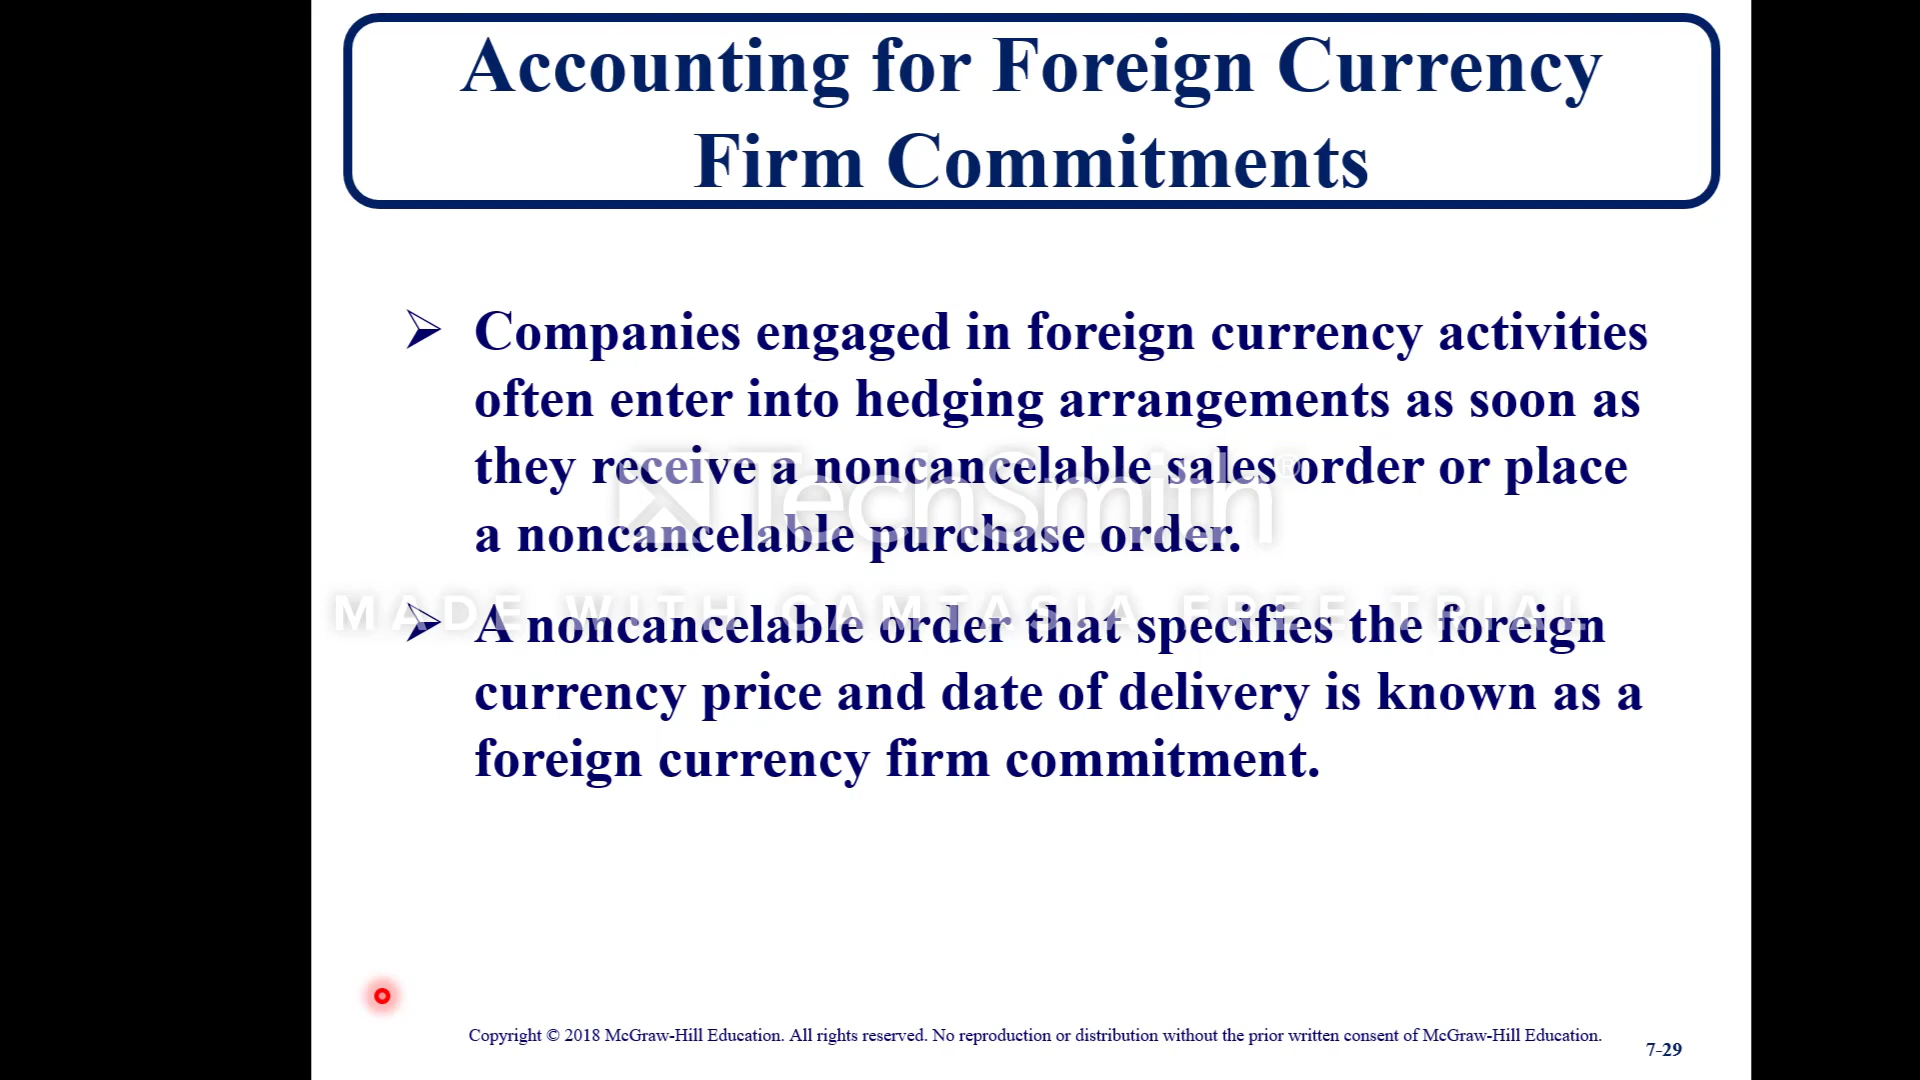 Accounting for Foreign Currency
Firm Commitments
Companies engaged in foreign currency activities
often enter into hedging arrangements as soon as
they receive a noncancelable sales order or place
a noncancelable purchase order.
TechSmith®
MADE WITH CAMTASIA FREE TRIAL
A noncancelable order that specifies the foreign
currency price and date of delivery is known as a
foreign currency firm commitment.
Copyright © 2018 McGraw-Hill Education. All rights reserved. No reproduction or distribution without the prior written consent of McGraw-Hill Education.
7-29